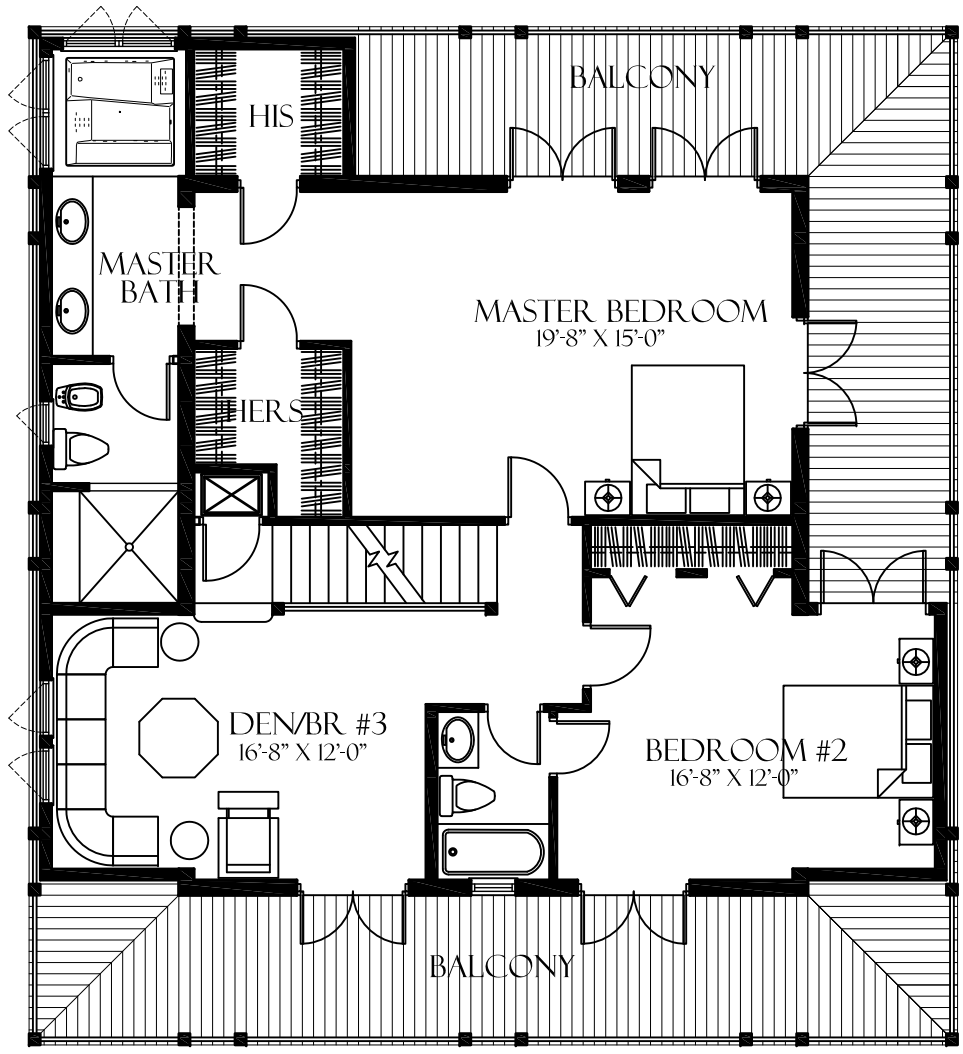 BALCONY
HIS
MASTER
BATH
MASTER BEDROOM
19'-8" X 15'-0"
HERS
DEN/BR #3
16'-8" X 12'-0"
BEDROOM #2
16'-8" X 12'-0"
BALCONY